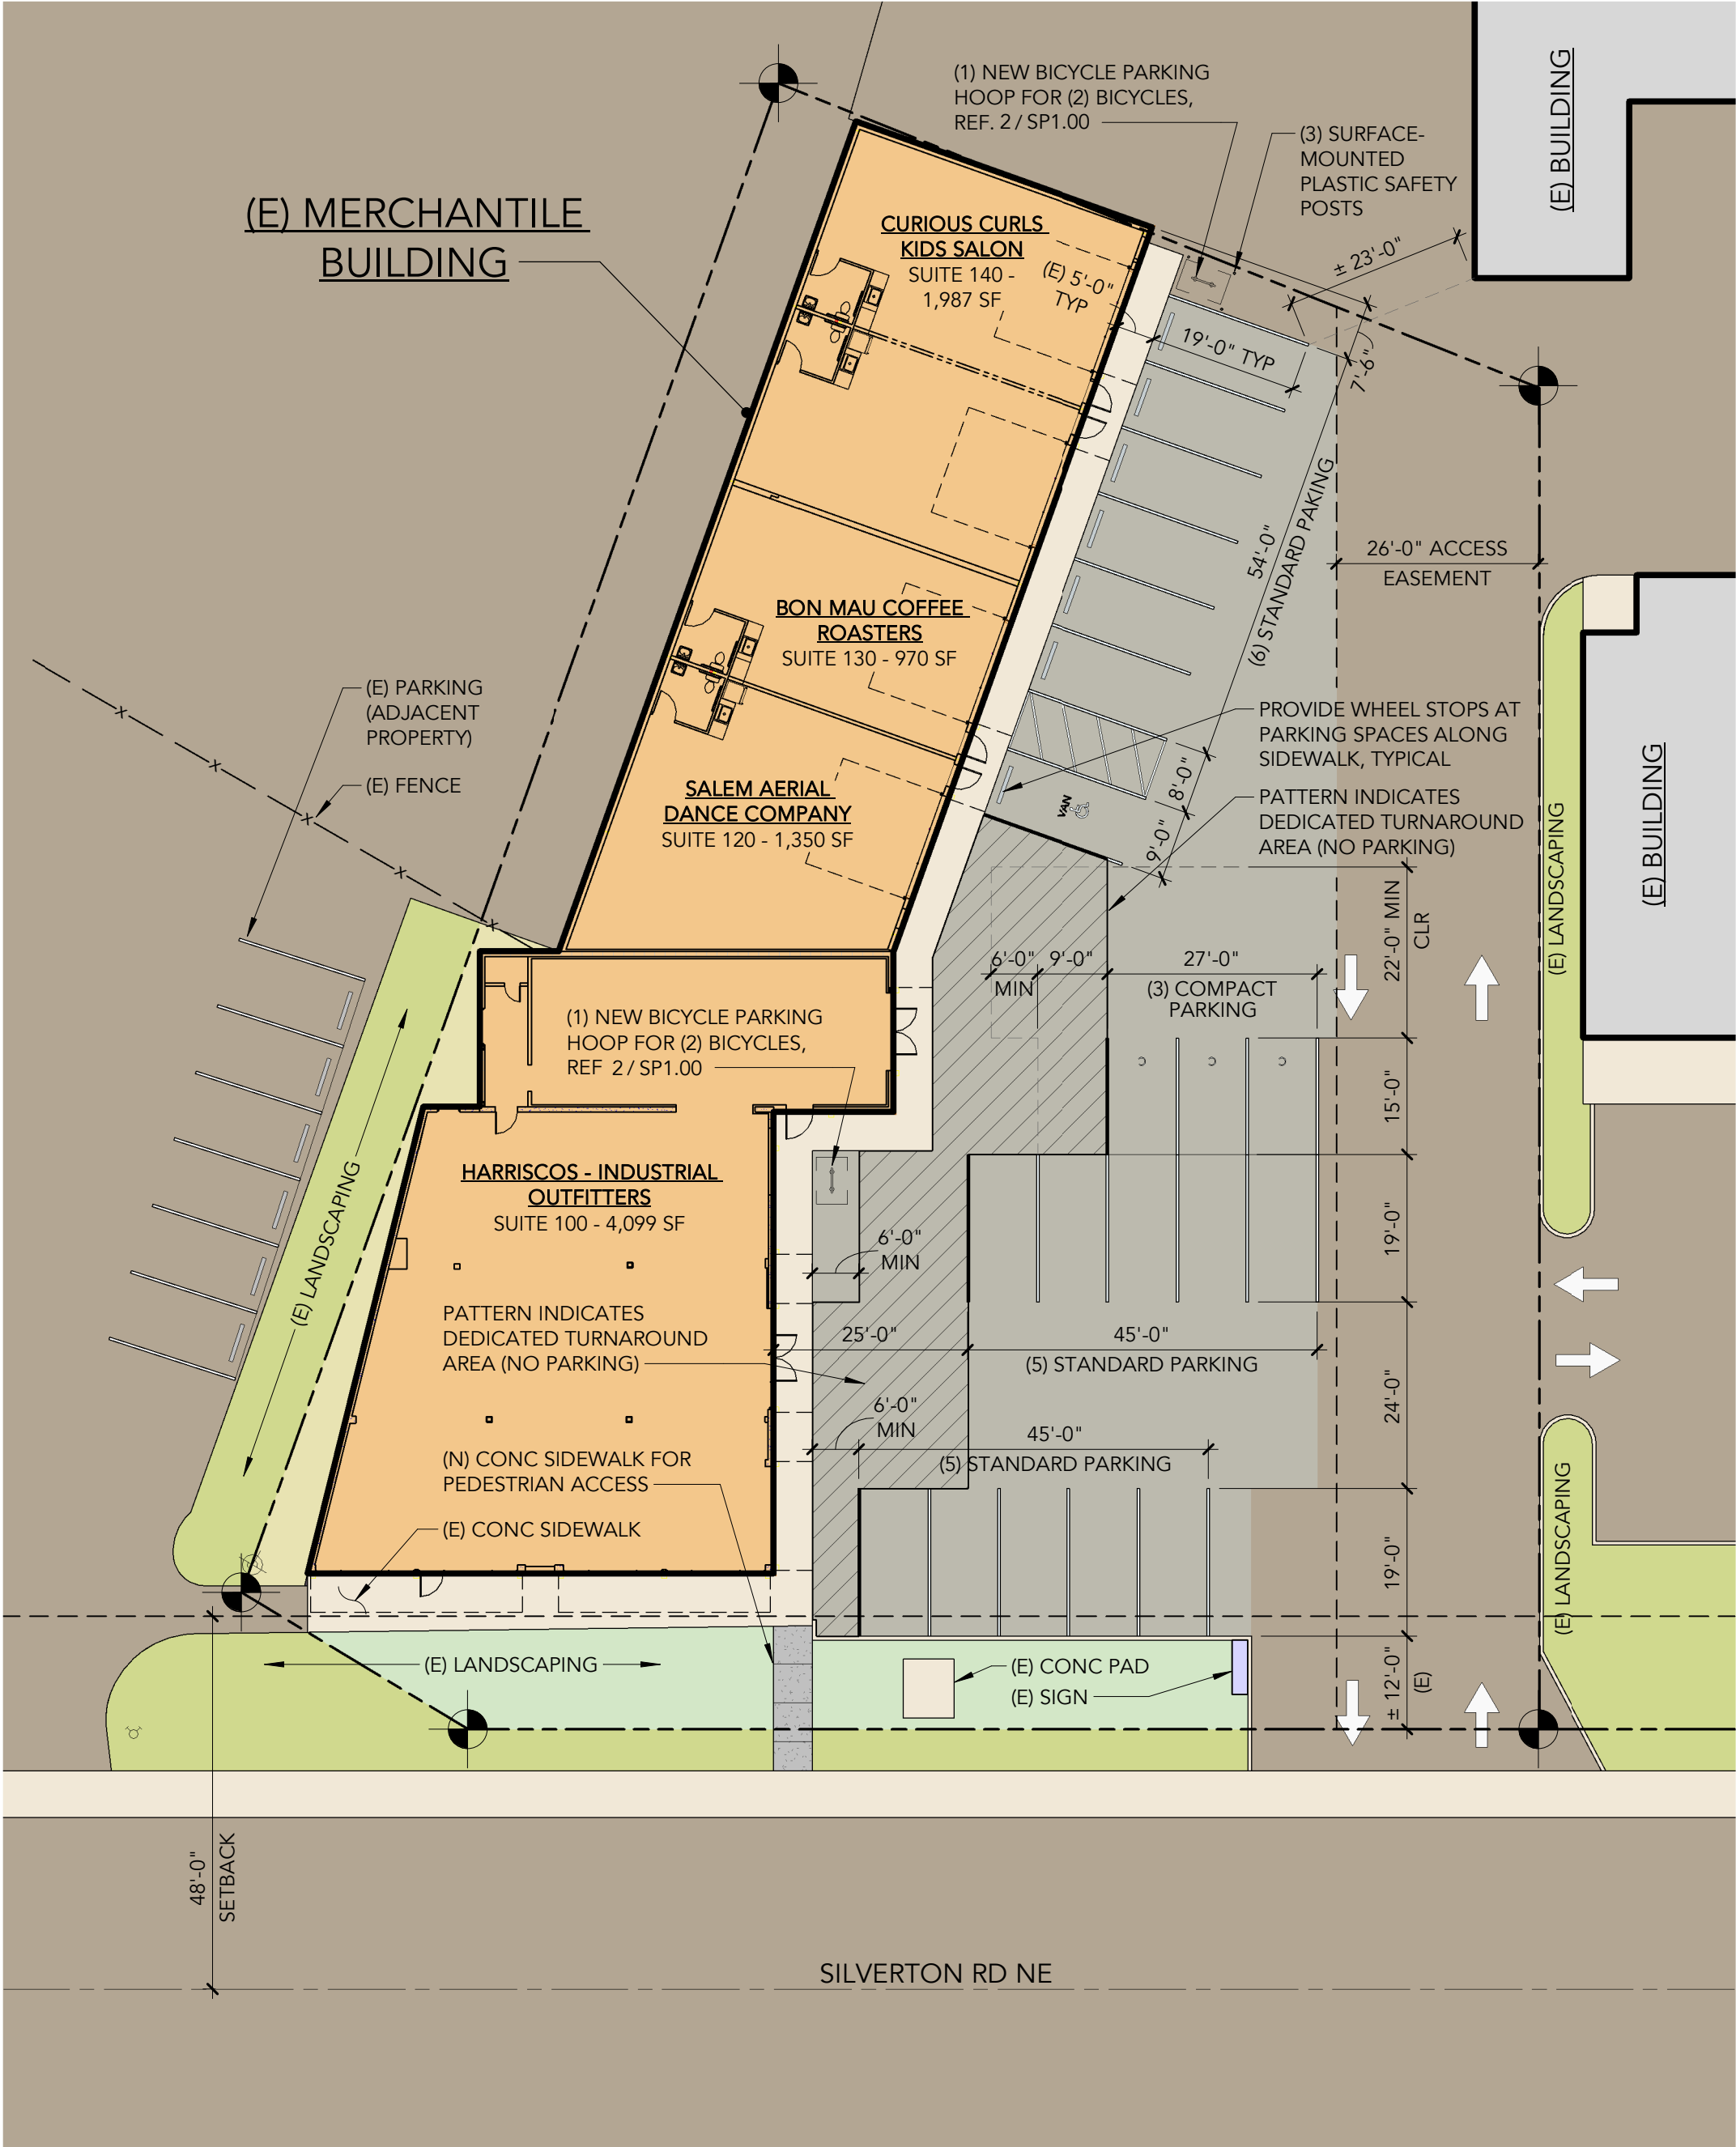 (1) NEW BICYCLE PARKING
HOOP FOR (2) BICYCLES,
REF. 2 / SP1.00
(3) SURFACE-
MOUNTED
PLASTIC SAFETY
POSTS
(E) BUILDING
(E) MERCHANTILE
BUILDING
CURIOUS CURLS
KIDS SALON
SUITE 140 -
1,987 SF
(E) 5'-0"
TYP
± 23'-0"
19'-0" TYP
7'-6"
54'-0"
(6) STANDARD PAKING
26'-0" ACCESS
EASEMENT
BON MAU COFFEE
ROASTERS
SUITE 130 - 970 SF
(E) PARKING
(ADJACENT
PROPERTY)
(E) FENCE
PROVIDE WHEEL STOPS AT
PARKING SPACES ALONG
SIDEWALK, TYPICAL
PATTERN INDICATES
DEDICATED TURNAROUND
AREA (NO PARKING)
8'-0"
9'-0"
VAN
SALEM AERIAL
DANCE COMPANY
SUITE 120 - 1,350 SF
(E) BUILDING
(E) LANDSCAPING
22'-0" MIN
CLR
6'-0"
MIN
9'-0"
27'-0"
(3) COMPACT
PARKING
15'-0"
(1) NEW BICYCLE PARKING
HOOP FOR (2) BICYCLES,
REF 2 / SP1.00
HARRISCOS - INDUSTRIAL
OUTFITTERS
SUITE 100 - 4,099 SF
(E) LANDSCAPING
6'-0"
MIN
19'-0"
PATTERN INDICATES
DEDICATED TURNAROUND
AREA (NO PARKING)
25'-0"
45'-0"
(5) STANDARD PARKING
24'-0"
6'-0"
MIN
45'-0"
(5) STANDARD PARKING
(N) CONC SIDEWALK FOR
PEDESTRIAN ACCESS
(E) CONC SIDEWALK
19'-0"
(E) LANDSCAPING
(E) LANDSCAPING
(E) CONC PAD
(E) SIGN
± 12'-0"
(E)
48'-0"
SETBACK
SILVERTON RD NE